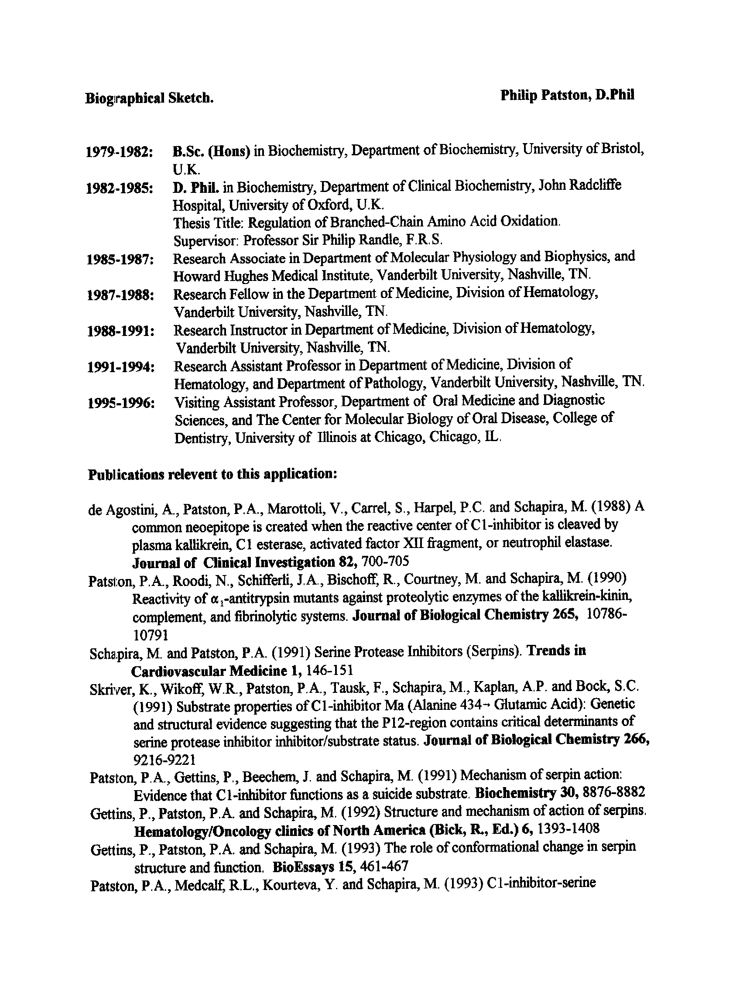 Biographical Sketch. Philip Patston, D.Phil
1979-1982: B.Sc. (Hons) in Biochemistry, Department of Biochemistry, University of Bristol,
U.K.
1982-1985: D. Phil. in Biochemistry, Department of Clinical Biochemistry, John Radcliffe
Hospital, University of Oxford, U.K.
Thesis Title: Regulation of Branched-Chain Amino Acid Oxidation.
Supervisor: Professor Sir Philip Randle, F.R.S.
1985-1987: Research Associate in Department of Molecular Physiology and Biophysics, and
Howard Hughes Medical Institute, Vanderbilt University, Nashville, TN.
1987-1988: Research Fellow in the Department of Medicine, Division of Hematology,
Vanderbilt University, Nashville, TN.
1988-1991: Research Instructor in Department of Medicine, Division of Hematology,
Vanderbilt University, Nashville, TN.
1991-1994: Research Assistant Professor in Department of Medicine, Division of
Hematology, and Department of Pathology, Vanderbilt University, Nashville, TN.
1995-1996: Visiting Assistant Professor, Department of Oral Medicine and Diagnostic
Sciences, and The Center for Molecular Biology of Oral Disease, College of
Dentistry, University of Illinois at Chicago, Chicago, IL.
Publications relevent to this application:
de Agostini, A., Patston, P.A., Marottoli, V., Carrel, S., Harpel, P.C. and Schapira, M. (1988) A
common neoepitope is created when the reactive center of C1-inhibitor is cleaved by
plasma kallikrein, C1 esterase, activated factor XII fragment, or neutrophil elastase.
Journal of Clinical Investigation 82, 700-705
Patston, P.A., Roodi, N., Schifferli, J.A., Bischoff, R., Courtney, M. and Schapira, M. (1990)
Reactivity of α₁-antitrypsin mutants against proteolytic enzymes of the kallikrein-kinin,
complement, and fibrinolytic systems. Journal of Biological Chemistry 265, 10786-
10791
Schapira, M. and Patston, P.A. (1991) Serine Protease Inhibitors (Serpins). Trends in
Cardiovascular Medicine 1, 146-151
Skriver, K., Wikoff, W.R., Patston, P.A., Tausk, F., Schapira, M., Kaplan, A.P. and Bock, S.C.
(1991) Substrate properties of C1-inhibitor Ma (Alanine 434→ Glutamic Acid): Genetic
and structural evidence suggesting that the P12-region contains critical determinants of
serine protease inhibitor inhibitor/substrate status. Journal of Biological Chemistry 266,
9216-9221
Patston, P.A., Gettins, P., Beechem, J. and Schapira, M. (1991) Mechanism of serpin action:
Evidence that C1-inhibitor functions as a suicide substrate. Biochemistry 30, 8876-8882
Gettins, P., Patston, P.A. and Schapira, M. (1992) Structure and mechanism of action of serpins.
Hematology/Oncology clinics of North America (Bick, R., Ed.) 6, 1393-1408
Gettins, P., Patston, P.A. and Schapira, M. (1993) The role of conformational change in serpin
structure and function. BioEssays 15, 461-467
Patston, P.A., Medcalf, R.L., Kourteva, Y. and Schapira, M. (1993) C1-inhibitor-serine